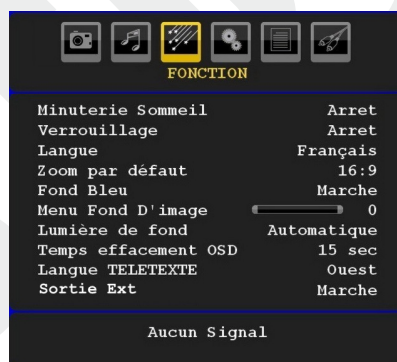 FONCTION
Minuterie Sommeil Arret
Verrouillage Arret
Langue Français
Zoom par défaut 16:9
Fond Bleu Marche
Menu Fond D'image 0
Lumière de fond Automatique
Temps effacement OSD 15 sec
Langue TELETEXTE Ouest
Sortie Ext Marche
Aucun Signal